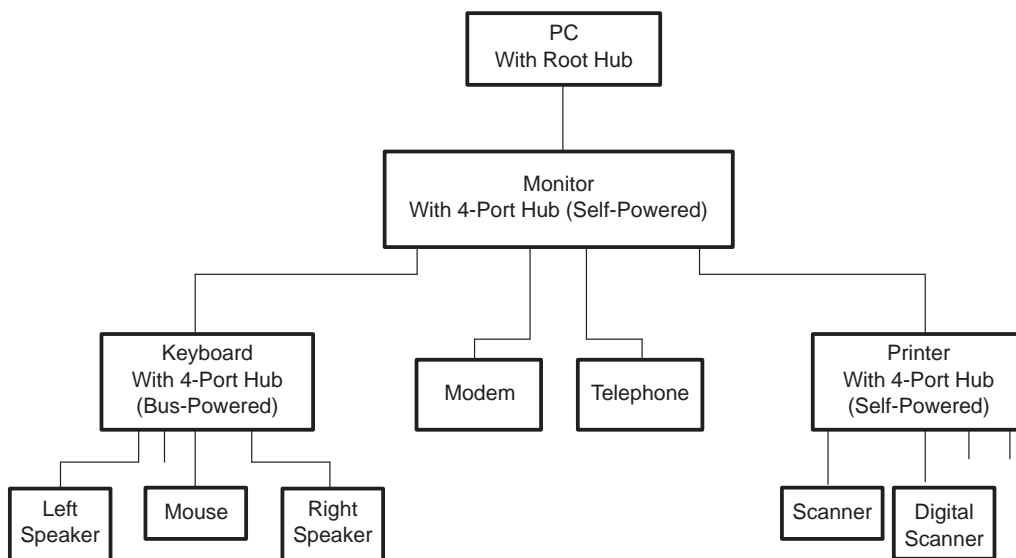 PC
With Root Hub
Monitor
With 4-Port Hub (Self-Powered)
Keyboard
With 4-Port Hub
(Bus-Powered)
Modem
Telephone
Printer
With 4-Port Hub
(Self-Powered)
Left
Speaker
Mouse
Right
Speaker
Scanner
Digital
Scanner